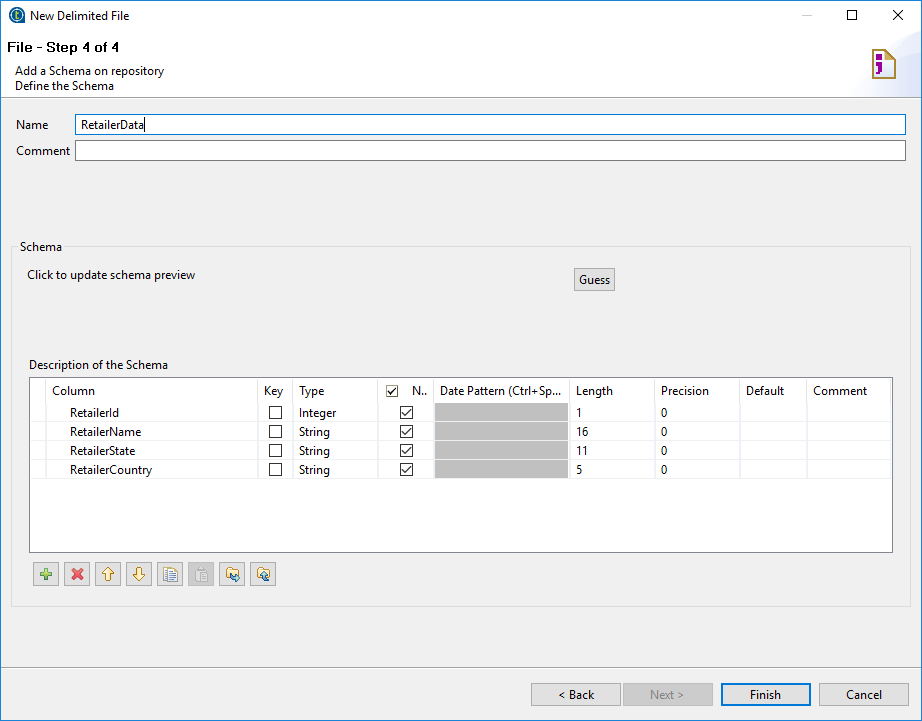 New Delimited File
File - Step 4 of 4
Add a Schema on repository
Define the Schema
Name RetailerData
Comment
Schema
Click to update schema preview Guess
Description of the Schema
Column Key Type N.. Date Pattern (Ctrl+Sp... Length Precision Default Comment
RetailerId Integer 1 0
RetailerName String 16 0
RetailerState String 11 0
RetailerCountry String 5 0
< Back Next > Finish Cancel